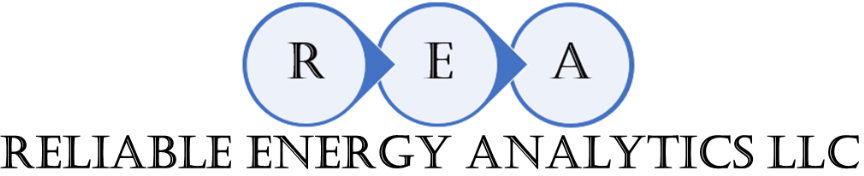 R E A
RELIABLE ENERGY ANALYTICS LLC